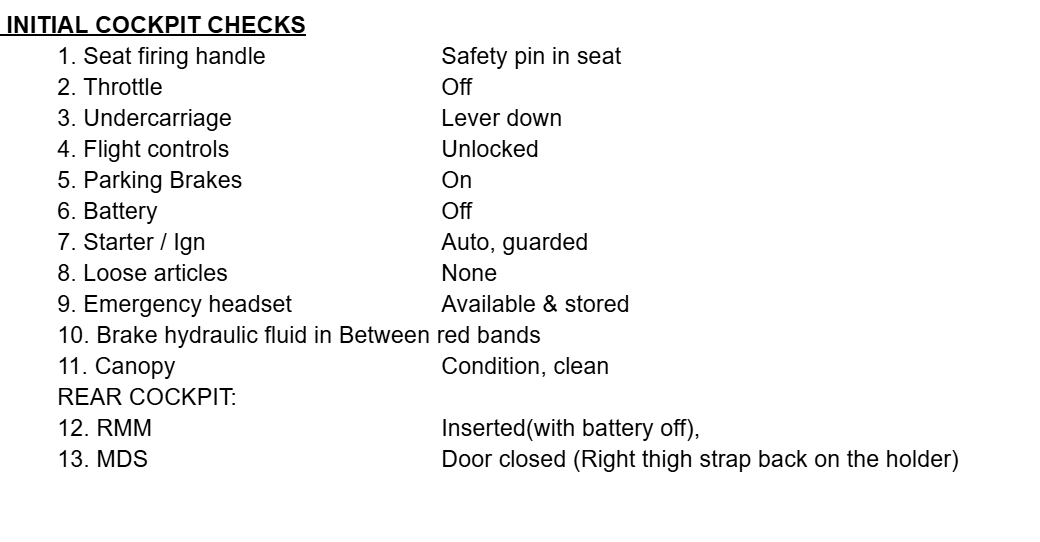 INITIAL COCKPIT CHECKS
1. Seat firing handle Safety pin in seat
2. Throttle Off
3. Undercarriage Lever down
4. Flight controls Unlocked
5. Parking Brakes On
6. Battery Off
7. Starter / Ign Auto, guarded
8. Loose articles None
9. Emergency headset Available & stored
10. Brake hydraulic fluid in Between red bands
11. Canopy Condition, clean
REAR COCKPIT:
12. RMM Inserted(with battery off),
13. MDS Door closed (Right thigh strap back on the holder)